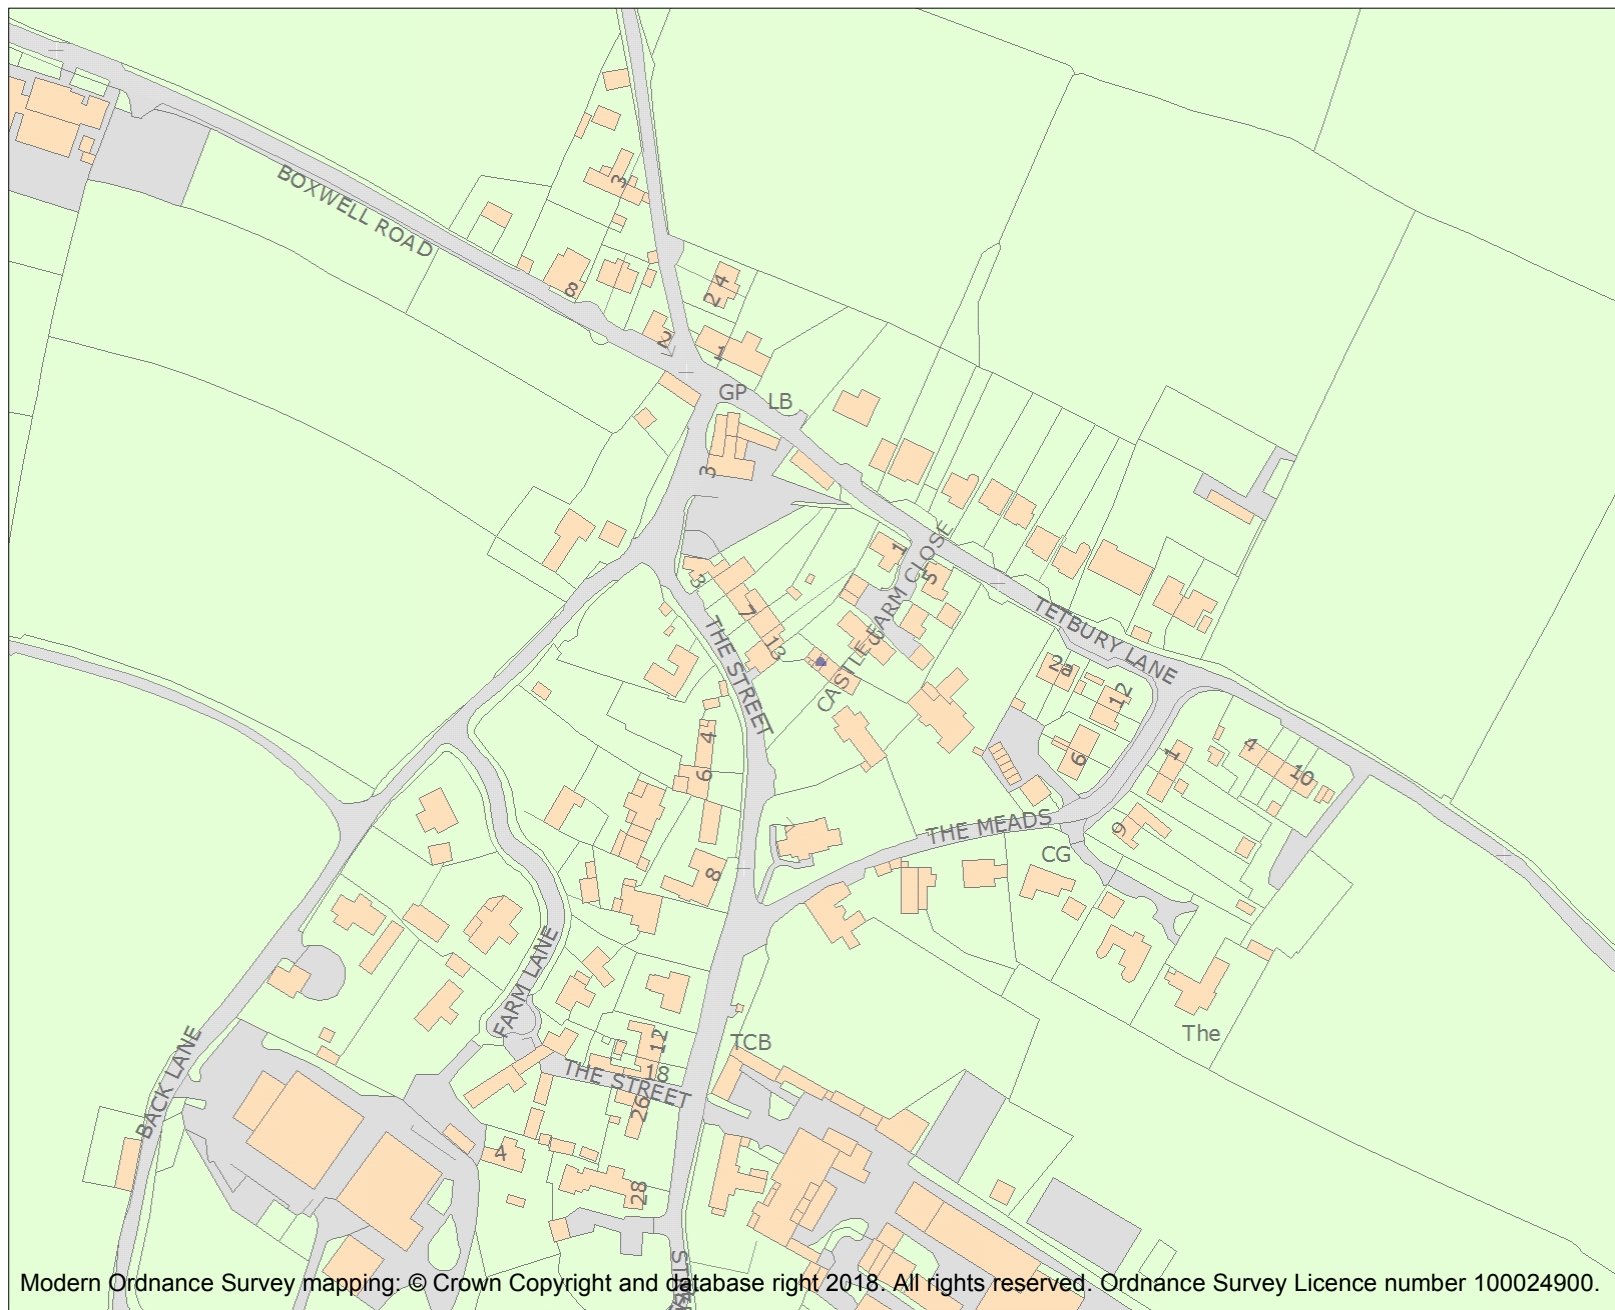 3
BOXWELL ROAD
8
2 4
2
1
GP
LB
3
1
CASTLE FARM CLOSE
5
3
7
13
THE STREET
TETBURY LANE
2a
12
6
4
6
1
4
10
THE MEADS
9
CG
8
FARM LANE
BACK LANE
The
TCB
12
18
THE STREET
26
4
28
Modern Ordnance Survey mapping: © Crown Copyright and database right 2018. All rights reserved. Ordnance Survey Licence number 100024900.